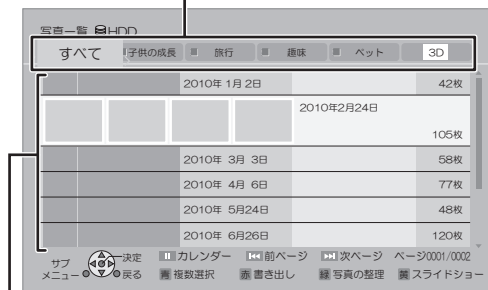 写真一覧 HDD
すべて 子供の成長 旅行 趣味 ペット 3D
2010年 1月 2日 42枚
2010年2月24日
105枚
2010年 3月 3日 58枚
2010年 4月 6日 77枚
2010年 5月24日 48枚
2010年 6月26日 120枚
サブメニュー 決定 戻る
カレンダー 前ページ 次ページ ページ0001/0002
青 複数選択 赤 書き出し 緑 写真の整理 黄 スライドショー